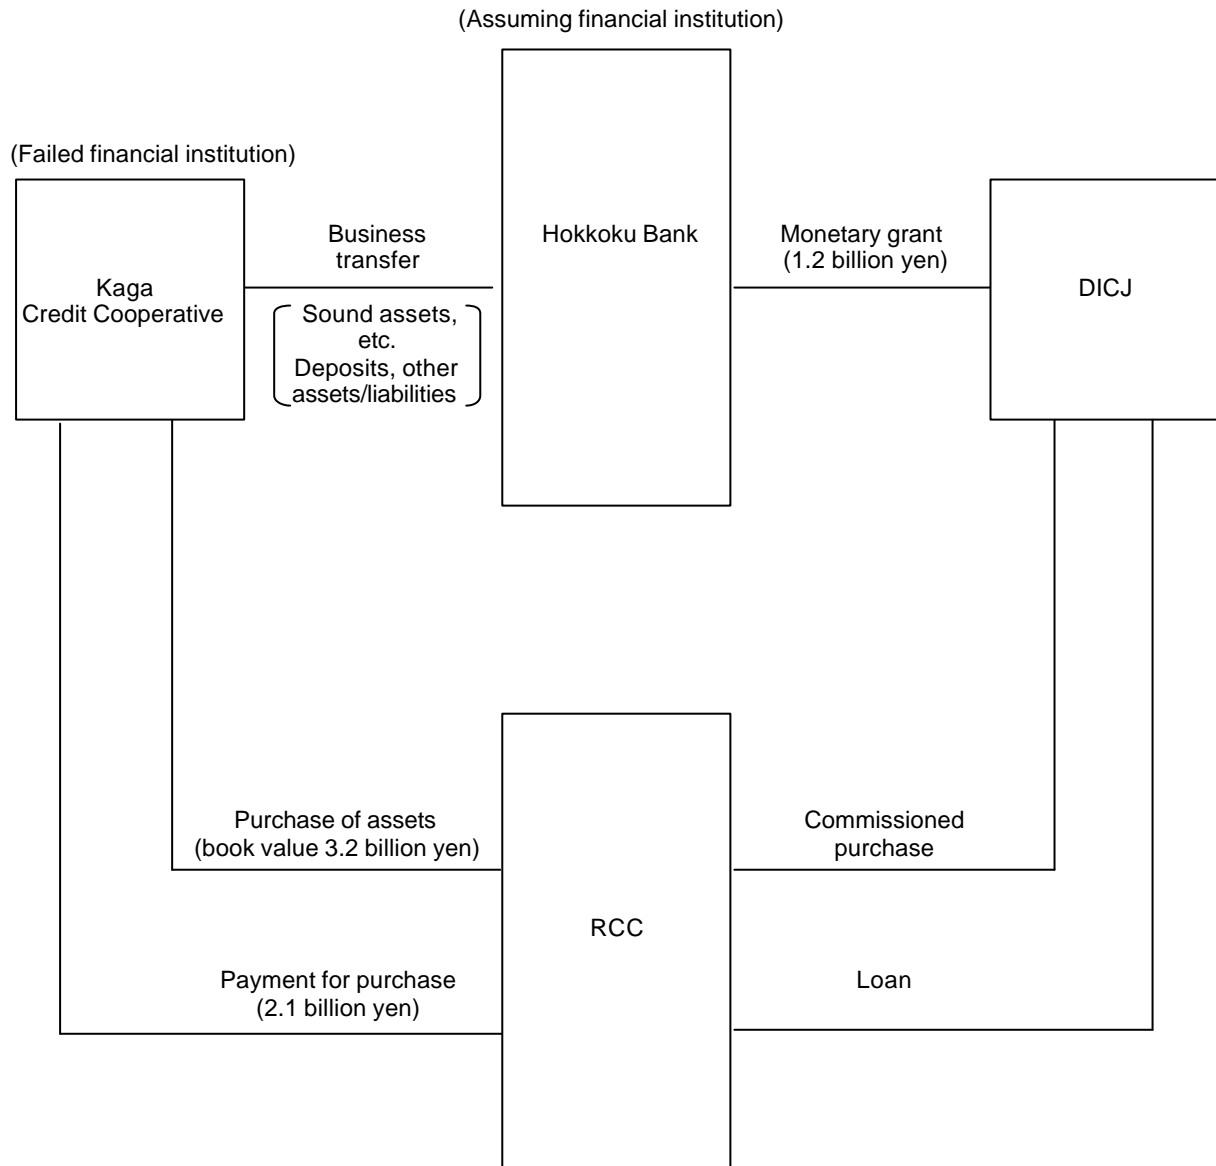 (Assuming financial institution)
(Failed financial institution)
Kaga
Credit Cooperative
Business
transfer
Sound assets,
etc.
Deposits, other
assets/liabilities
Hokkoku Bank
Monetary grant
(1.2 billion yen)
DICJ
Purchase of assets
(book value 3.2 billion yen)
Commissioned
purchase
RCC
Payment for purchase
(2.1 billion yen)
Loan